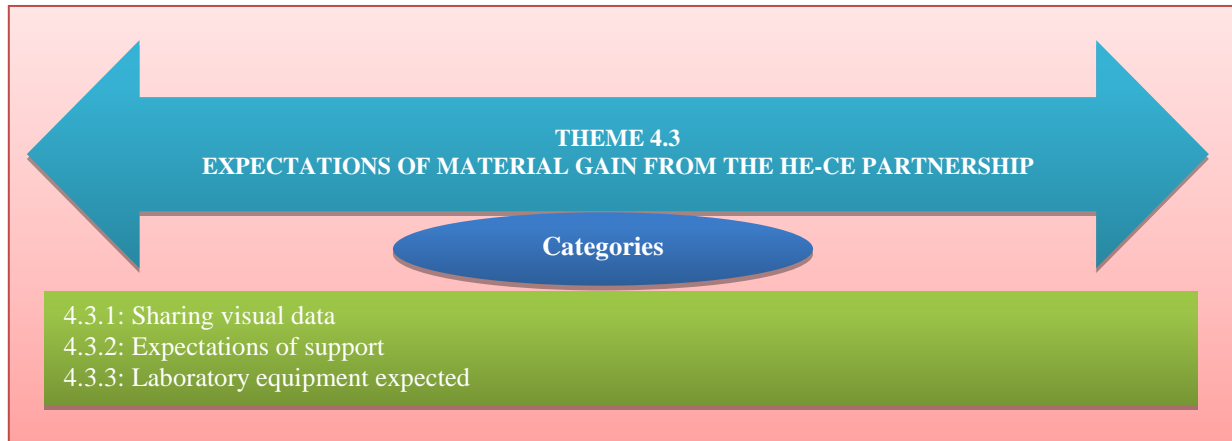 THEME 4.3
EXPECTATIONS OF MATERIAL GAIN FROM THE HE-CE PARTNERSHIP
Categories
4.3.1: Sharing visual data
4.3.2: Expectations of support
4.3.3: Laboratory equipment expected